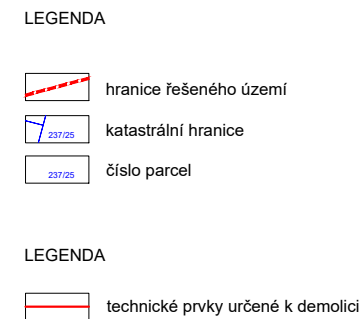 LEGENDA
hranice řešeného území
237/25 katastrální hranice
237/25 číslo parcel
LEGENDA
technické prvky určené k demolici